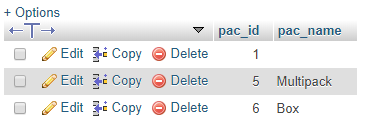 + Options
←T→ pac_id pac_name
Edit Copy Delete 1
Edit Copy Delete 5 Multipack
Edit Copy Delete 6 Box